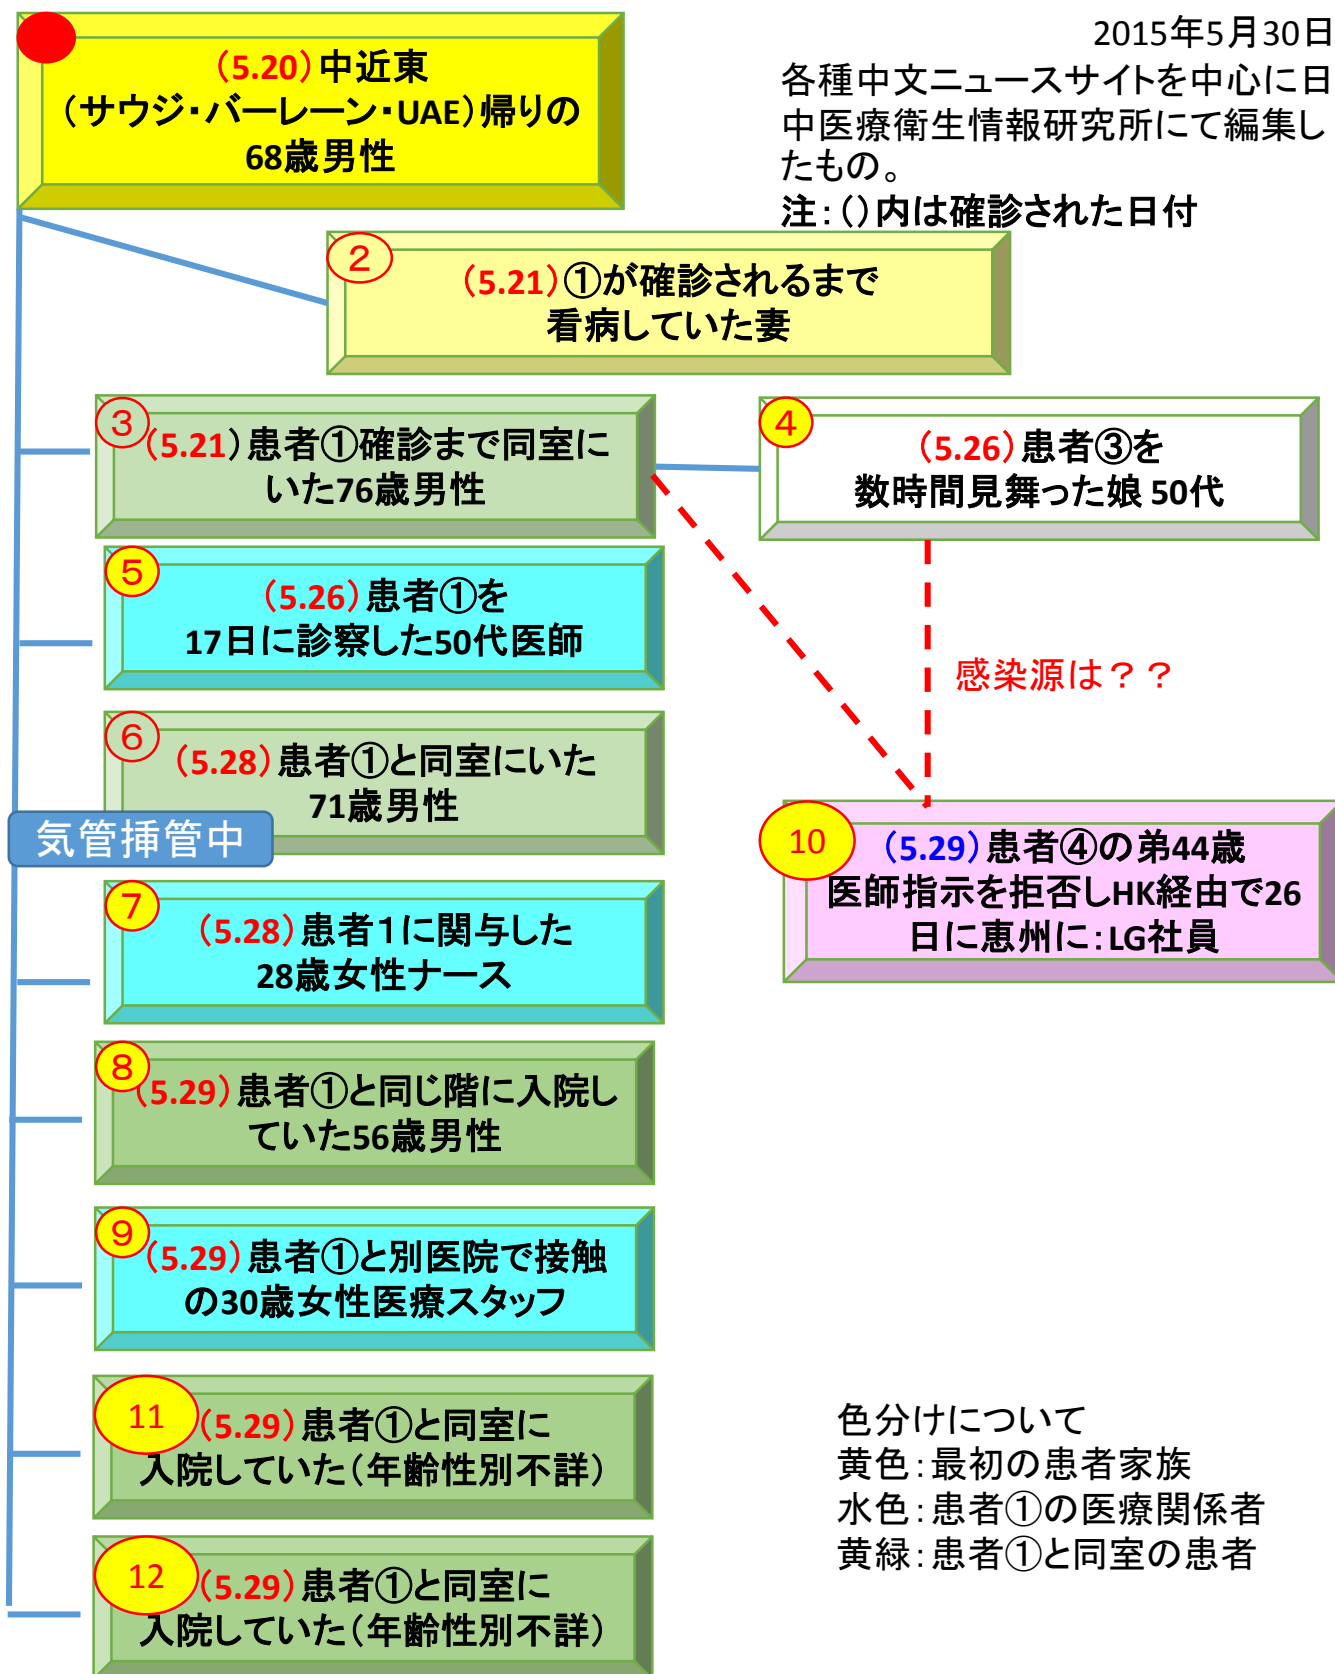 2015年5月30日
各種中文ニュースサイトを中心に日
中医療衛生情報研究所にて編集し
たもの。
注：（）内は確診された日付
（5.20）中近東
（サウジ・バーレーン・UAE）帰りの
68歳男性
２
（5.21）①が確診されるまで
看病していた妻
３
（5.21）患者①確診まで同室に
いた76歳男性
４
（5.26）患者③を
数時間見舞った娘 50代
５
（5.26）患者①を
17日に診察した50代医師
感染源は？？
６
（5.28）患者①と同室にいた
71歳男性
気管挿管中
10
（5.29）患者④の弟44歳
医師指示を拒否しHK経由で26
日に恵州に：LG社員
７
（5.28）患者１に関与した
28歳女性ナース
８
（5.29）患者①と同じ階に入院し
ていた56歳男性
９
（5.29）患者①と別医院で接触
の30歳女性医療スタッフ
11
（5.29）患者①と同室に
入院していた（年齢性別不詳）
12
（5.29）患者①と同室に
入院していた（年齢性別不詳）
色分けについて
黄色：最初の患者家族
水色：患者①の医療関係者
黄緑：患者①と同室の患者